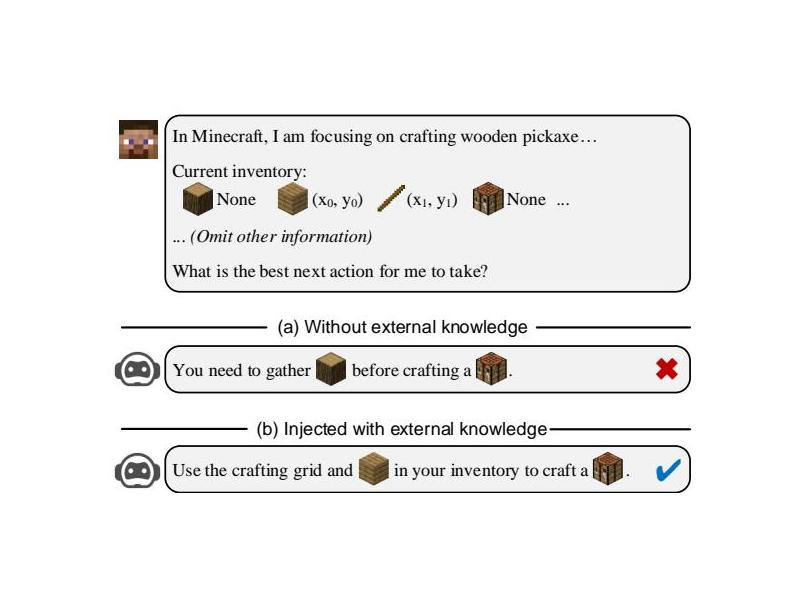 In Minecraft, I am focusing on crafting wooden pickaxe…
Current inventory:
None (x₀, y₀) (x₁, y₁) None ...
... (Omit other information)
What is the best next action for me to take?
(a) Without external knowledge
You need to gather before crafting a .
(b) Injected with external knowledge
Use the crafting grid and in your inventory to craft a .